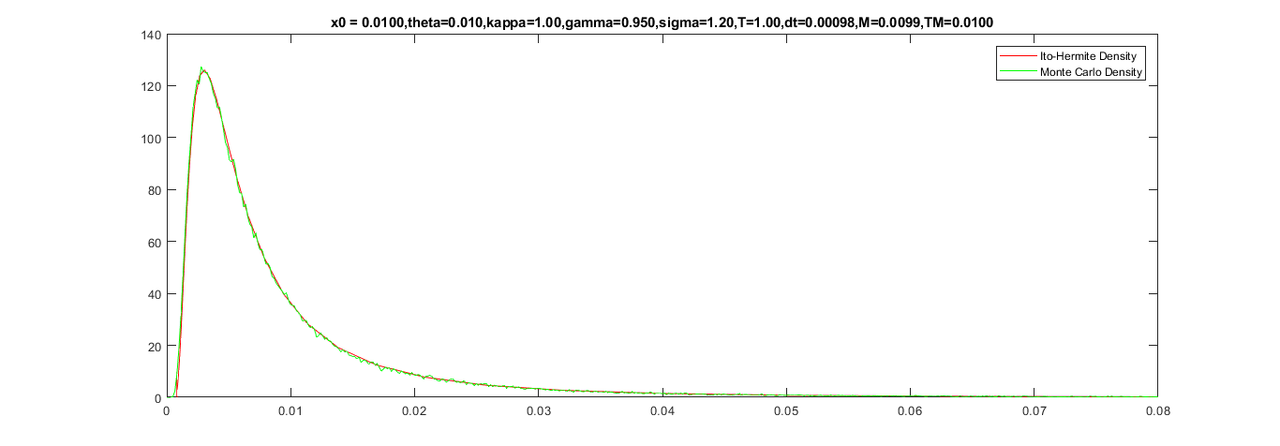 x0 = 0.0100,theta=0.010,kappa=1.00,gamma=0.950,sigma=1.20,T=1.00,dt=0.00098,M=0.0099,TM=0.0100
140
120
100
80
60
40
20
0
Ito-Hermite Density
Monte Carlo Density
0 0.01 0.02 0.03 0.04 0.05 0.06 0.07 0.08